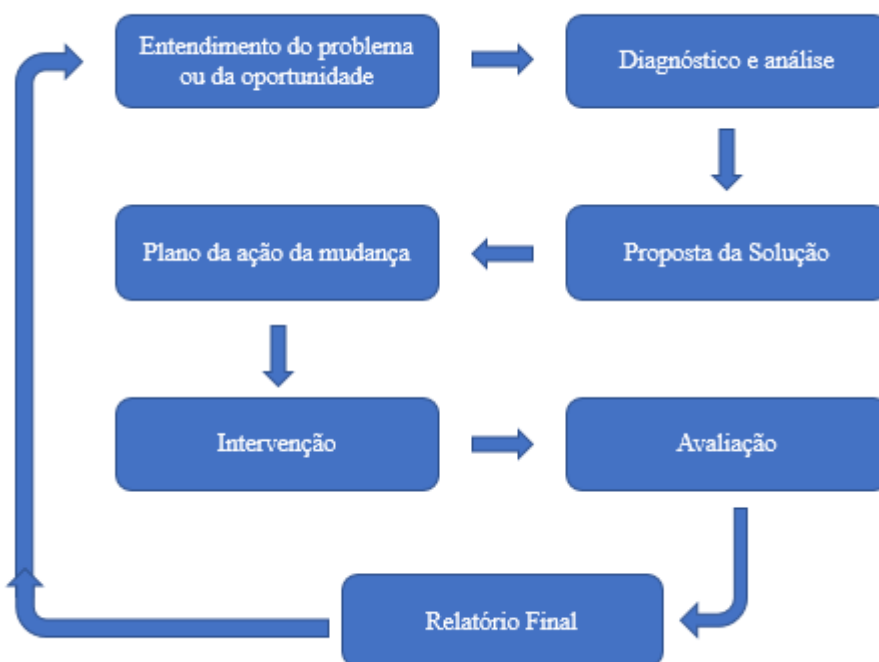 Entendimento do problema
ou da oportunidade
Diagnóstico e análise
Proposta da Solução
Plano da ação da mudança
Intervenção
Avaliação
Relatório Final